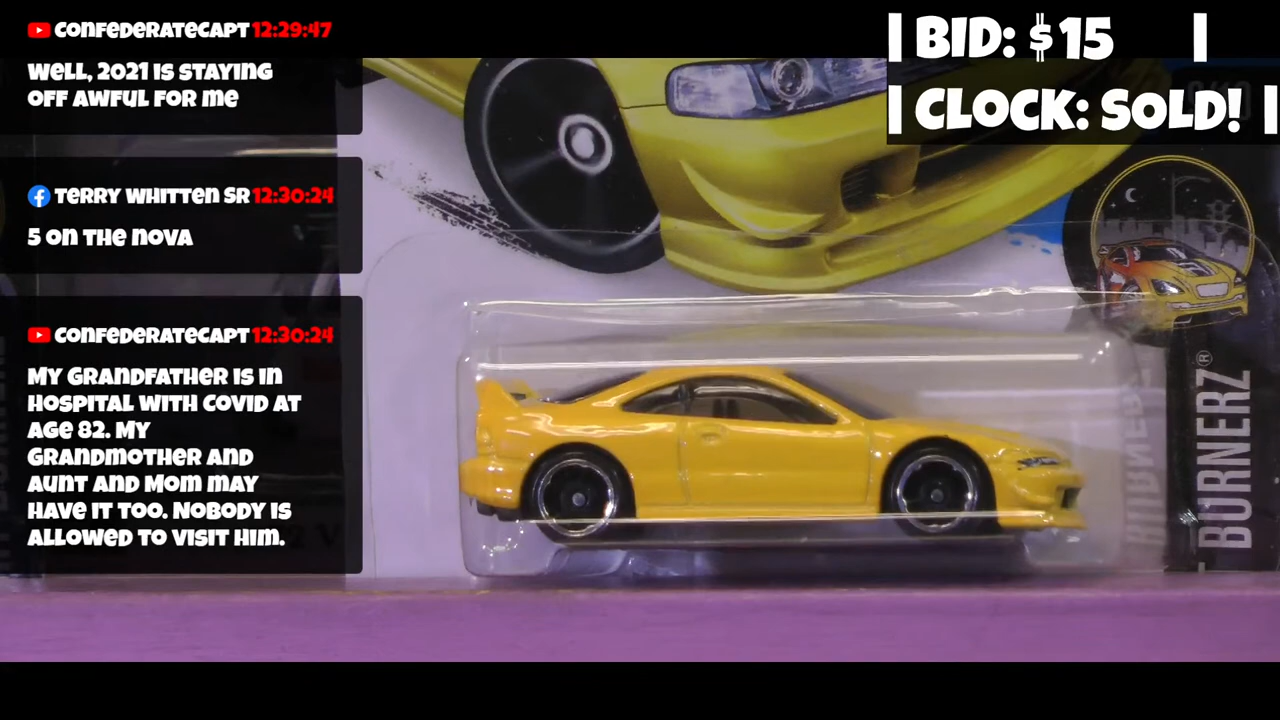 CONFEDERATECAPT 12:29:47
WELL, 2021 IS STAYING
OFF AWFUL FOR ME
TERRY WHITTEN SR 12:30:24
5 ON THE NOVA
CONFEDERATECAPT 12:30:24
MY GRANDFATHER IS IN
HOSPITAL WITH COVID AT
AGE 82. MY
GRANDMOTHER AND
AUNT AND MOM MAY
HAVE IT TOO. NOBODY IS
ALLOWED TO VISIT HIM.
| BID: $15 |
| CLOCK: SOLD! |
BURNERZ®